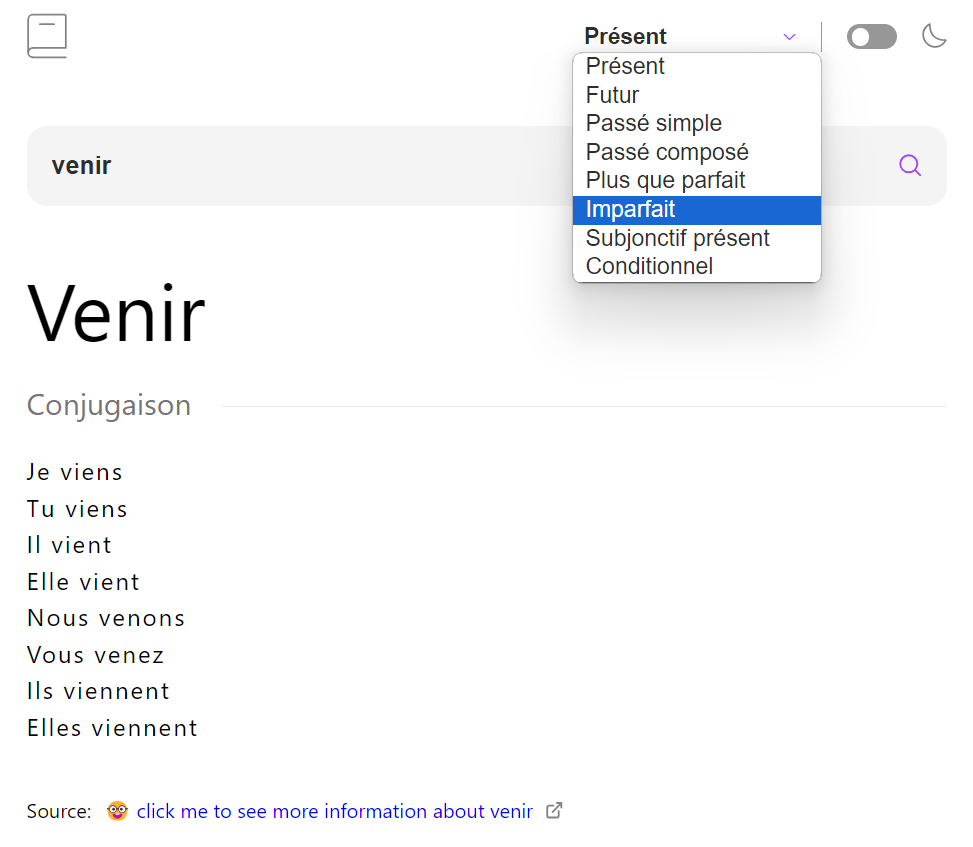 Présent
Présent
Futur
Passé simple
Passé composé
Plus que parfait
Imparfait
Subjonctif présent
Conditionnel
venir
Venir
Conjugaison
Je viens
Tu viens
Il vient
Elle vient
Nous venons
Vous venez
Ils viennent
Elles viennent
Source: 🤓 click me to see more information about venir